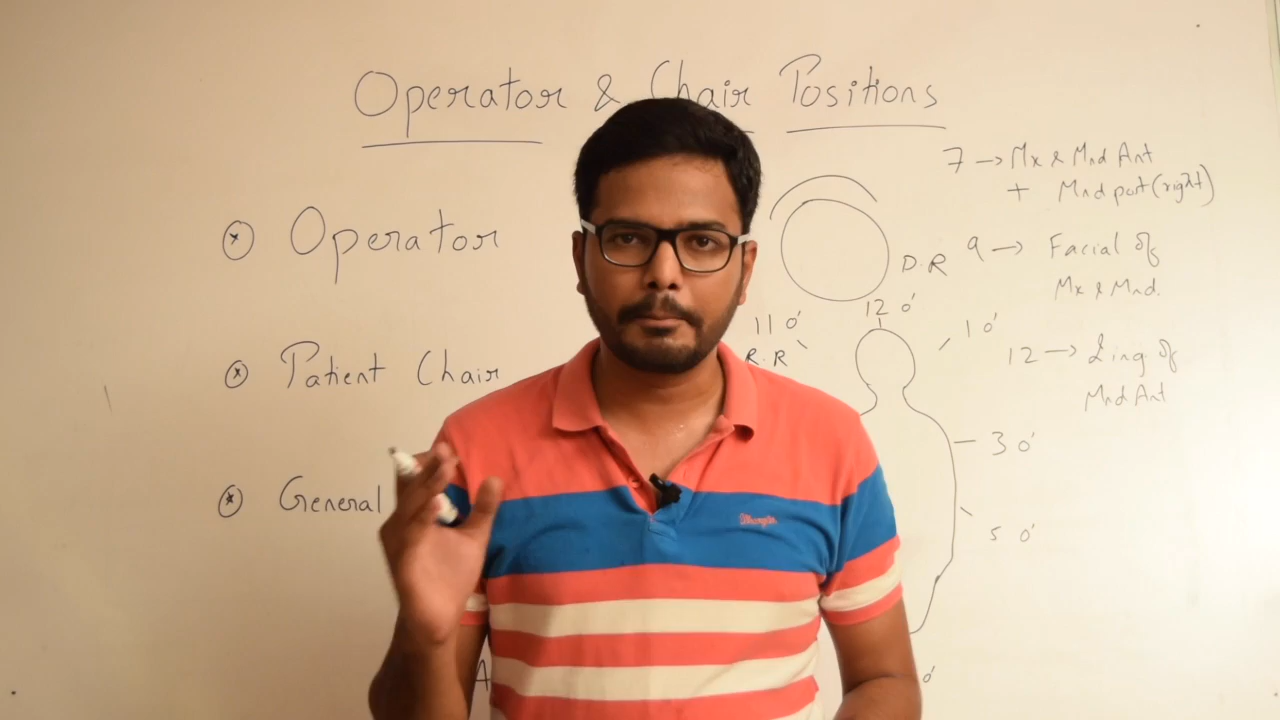 Operator & Chair Positions
7 → Mx & Mnd Ant
+ Mnd post (right)
Operator
D.R
9 → Facial of
Mx & Mnd.
12 o'
11 o'
1 o'
R.R
12 → Ling of
Mnd Ant
Patient Chair
3 o'
General
5 o'
Wrangler
A
o'